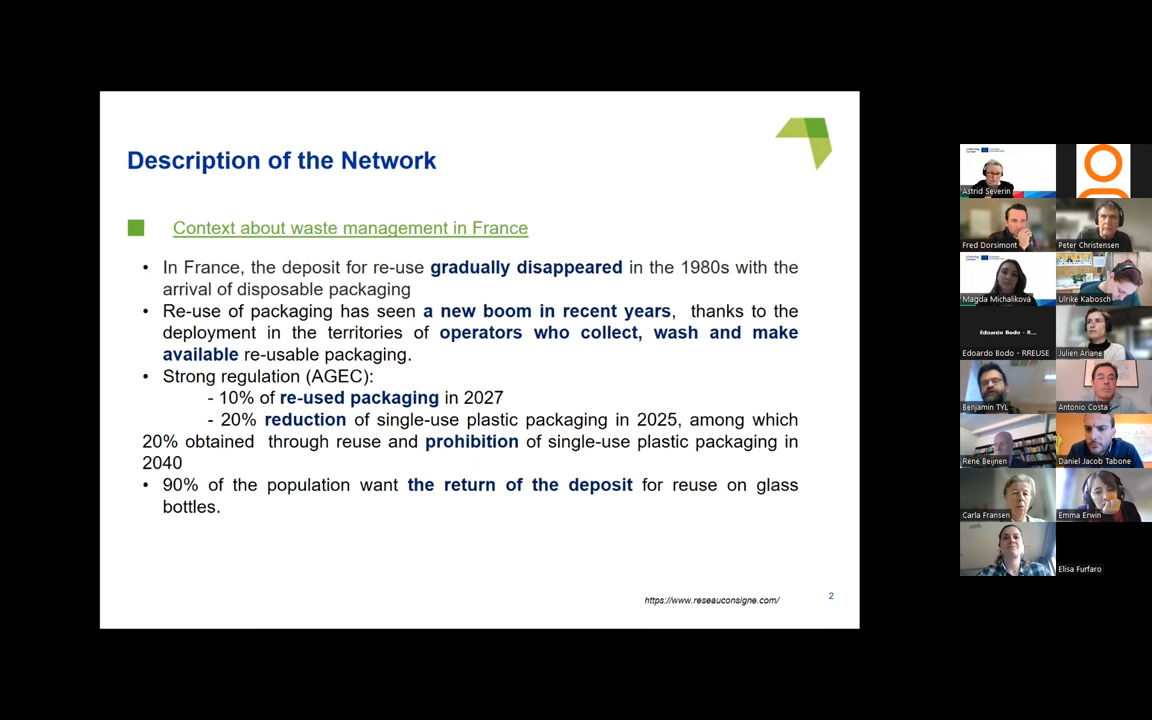 Description of the Network
Context about waste management in France
• In France, the deposit for re-use gradually disappeared in the 1980s with the
arrival of disposable packaging
• Re-use of packaging has seen a new boom in recent years, thanks to the
deployment in the territories of operators who collect, wash and make
available re-usable packaging.
• Strong regulation (AGEC):
- 10% of re-used packaging in 2027
- 20% reduction of single-use plastic packaging in 2025, among which
20% obtained through reuse and prohibition of single-use plastic packaging in
2040
• 90% of the population want the return of the deposit for reuse on glass
bottles.
https://www.reseauconsigne.com/
2
Astrid Severin
Fred Dorsimont
Peter Christensen
Magda Michaliková
Ulrike Kabosch
Edoardo Bodo - R...
Edoardo Bodo - RREUSE
Julien Ariane
Benjamin TYL
Antonio Costa
René Beijnen
Daniel Jacob Tabone
Carla Fransen
Emma Erwin
Elisa Furfaro